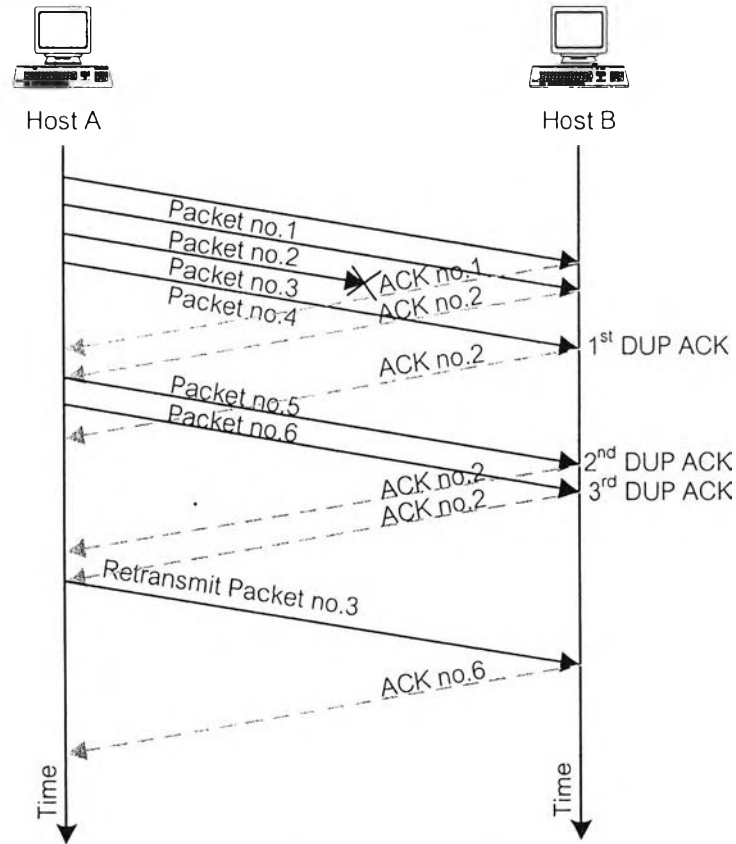 Host A
Host B
Packet no.1
Packet no.2
Packet no.3
Packet no.4
ACK no.1
ACK no.2
1st DUP ACK
ACK no.2
Packet no.5
Packet no.6
2nd DUP ACK
ACK no.2
3rd DUP ACK
ACK no.2
Retransmit Packet no.3
ACK no.6
Time
Time